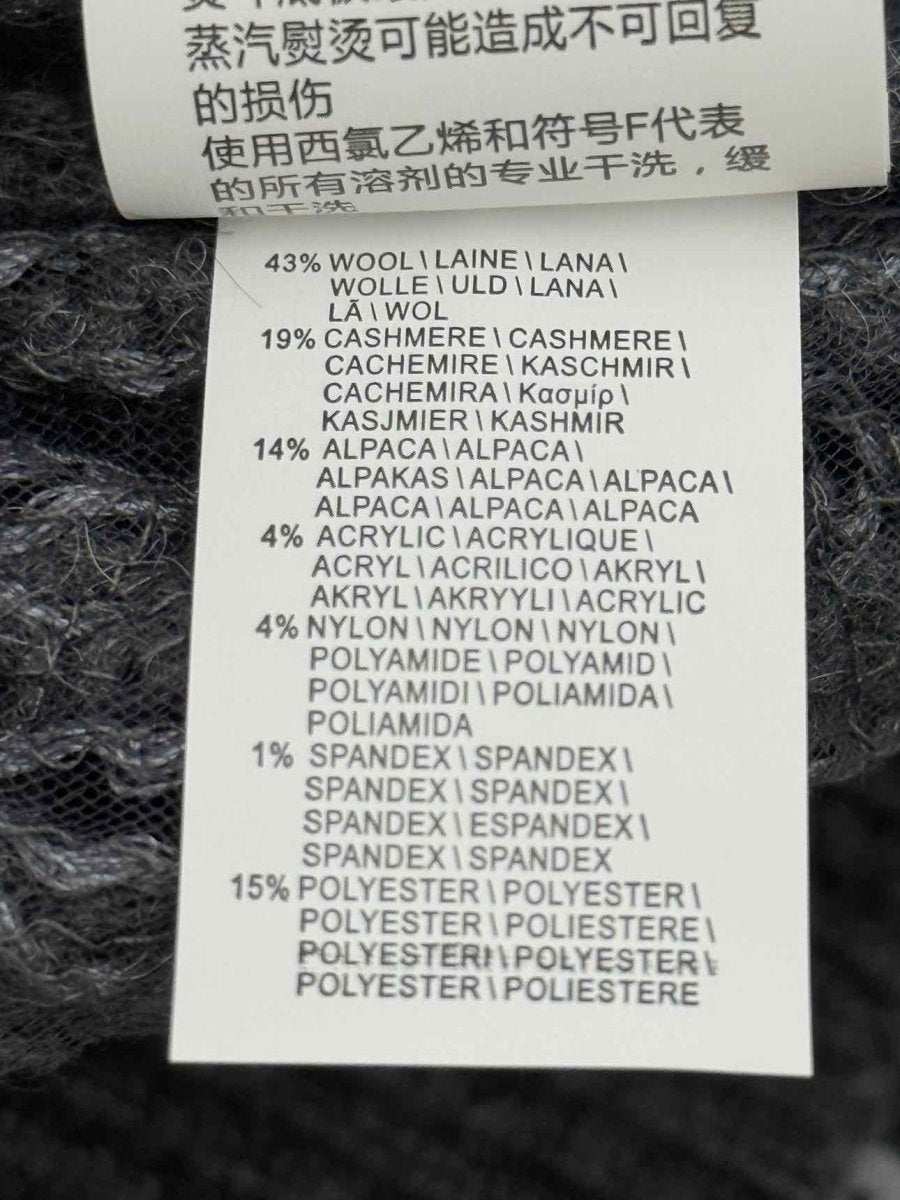 蒸汽熨烫可能造成不可回复
的损伤
使用四氯乙烯和符号F代表
的所有溶剂的专业干洗，缓
和干洗
43% WOOL\LAINE\LANA\
WOLLE\ULD\LANA\
LÃ\WOL
19% CASHMERE\CASHMERE\
CACHEMIRE\KASCHMIR\
CACHEMIRA\Κασμίρ\
KASJMIER\KASHMIR
14% ALPACA\ALPACA\
ALPAKAS\ALPACA\ALPACA\
ALPACA\ALPACA\ALPACA
4% ACRYLIC\ACRYLIQUE\
ACRYL\ACRILICO\AKRYL\
AKRYL\AKRYYLI\ACRYLIC
4% NYLON\NYLON\NYLON\
POLYAMIDE\POLYAMID\
POLYAMIDI\POLIAMIDA\
POLIAMIDA
1% SPANDEX\SPANDEX\
SPANDEX\SPANDEX\
SPANDEX\ESPANDEX\
SPANDEX\SPANDEX
15% POLYESTER\POLYESTER\
POLYESTER\POLIESTERE\
POLYESTERI\POLYESTER\
POLYESTER\POLIESTERE